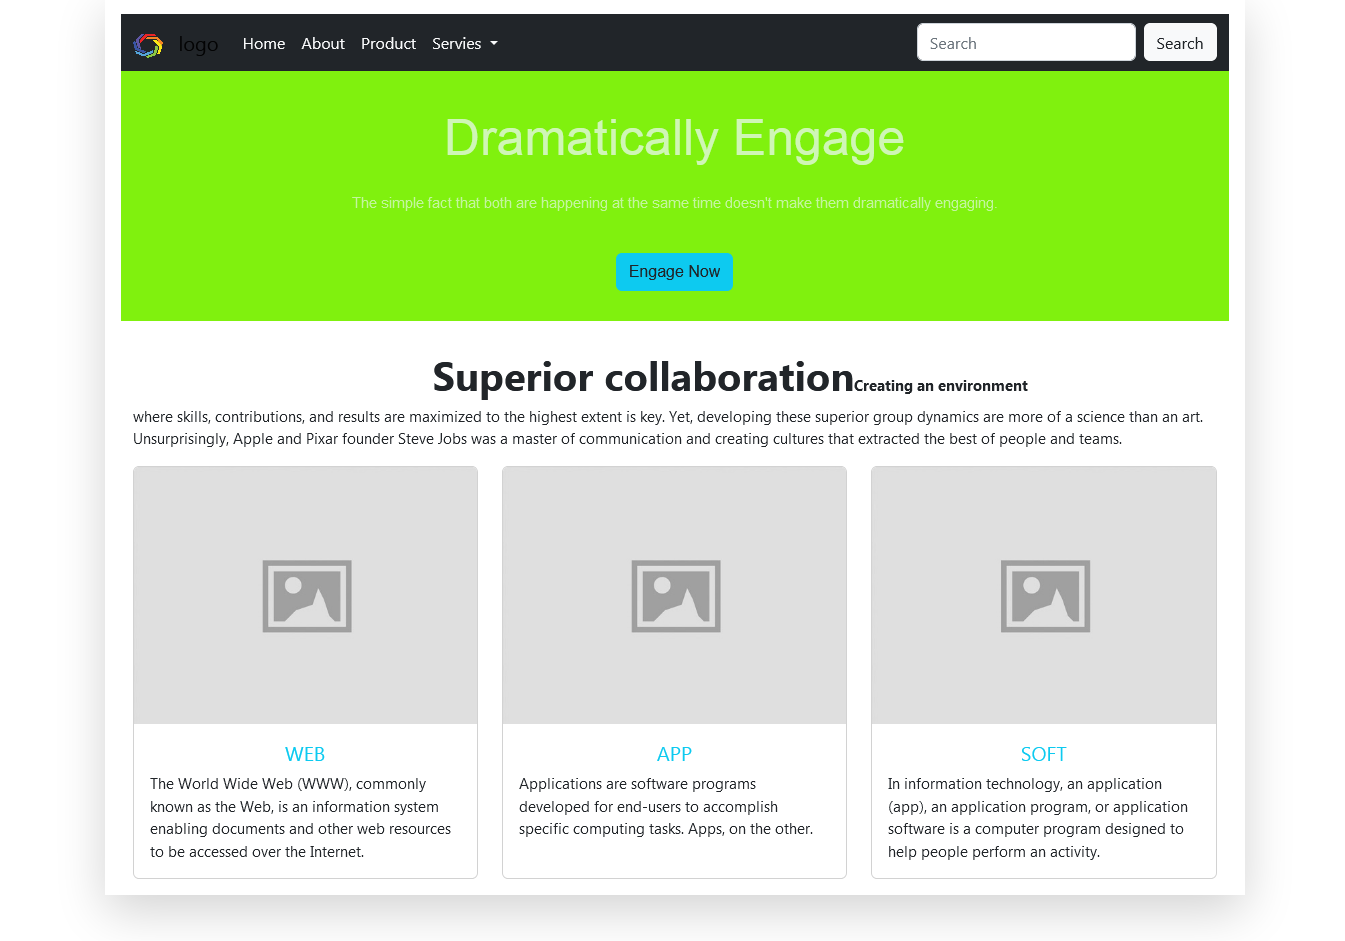 logo Home About Product Servies Search Search
Dramatically Engage
The simple fact that both are happening at the same time doesn't make them dramatically engaging.
Engage Now
Superior collaborationCreating an environment
where skills, contributions, and results are maximized to the highest extent is key. Yet, developing these superior group dynamics are more of a science than an art.
Unsurprisingly, Apple and Pixar founder Steve Jobs was a master of communication and creating cultures that extracted the best of people and teams.
WEB
The World Wide Web (WWW), commonly
known as the Web, is an information system
enabling documents and other web resources
to be accessed over the Internet.
APP
Applications are software programs
developed for end-users to accomplish
specific computing tasks. Apps, on the other.
SOFT
In information technology, an application
(app), an application program, or application
software is a computer program designed to
help people perform an activity.